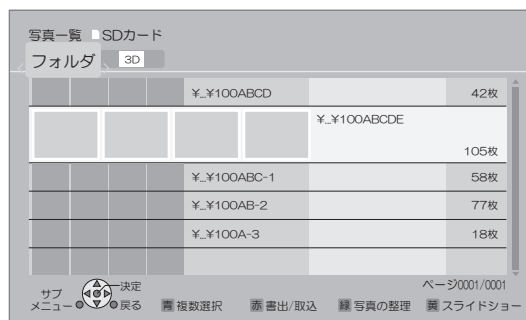 写真一覧 SDカード
フォルダ 3D
¥...¥100ABCD 42枚
¥...¥100ABCDE
105枚
¥...¥100ABC-1 58枚
¥...¥100AB-2 77枚
¥...¥100A-3 18枚
ページ0001/0001
サブメニュー 決定 戻る 青 複数選択 赤 書出/取込 緑 写真の整理 黄 スライドショー